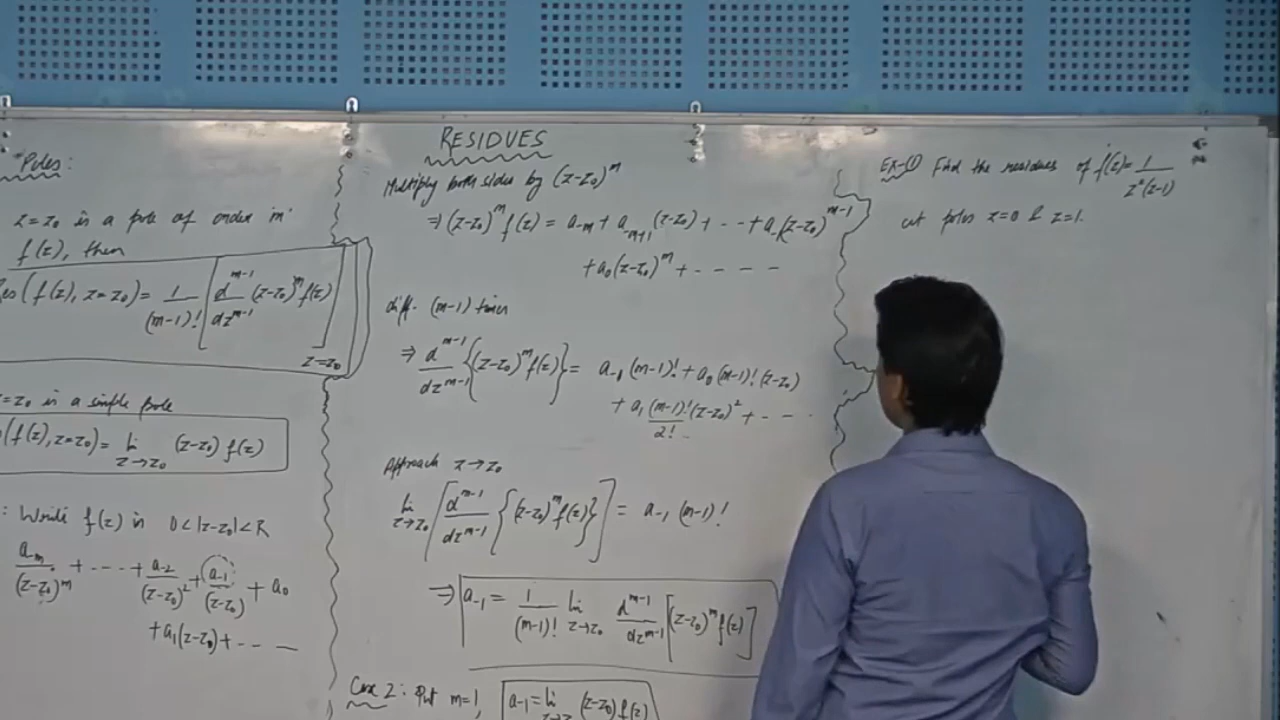 Poles:
z=z₀ is a pole of order 'm'
f(z), then
Res(f(z), z=z₀) = 1/(m-1)! [d^(m-1)/dz^(m-1) (z-z₀)^m f(z)] z=z₀
z=z₀ is a simple pole
(f(z), z=z₀) = lim z→z₀ (z-z₀) f(z)
: Write f(z) in 0<|z-z₀|<R
a₋m/(z-z₀)^m + ---- + a₋₂/(z-z₀)² + a₋₁/(z-z₀) + a₀
+ a₁(z-z₀) + - - -
RESIDUES
Multiply both sides by (z-z₀)^m
⇒ (z-z₀)^m f(z) = a₋m + a₋m+1 (z-z₀) + - - + a₋₁(z-z₀)^(m-1)
+ a₀(z-z₀)^m + - - - -
diff. (m-1) times
⇒ d^(m-1)/dz^(m-1) {(z-z₀)^m f(z)} = a₋₁ (m-1)! + a₀ (m-1)! (z-z₀)
+ a₁ (m-1)!/2! (z-z₀)² + - - -
Approach z→z₀
lim z→z₀ [d^(m-1)/dz^(m-1) {(z-z₀)^m f(z)}] = a₋₁ (m-1)!
⇒ a₋₁ = 1/(m-1)! lim z→z₀ d^(m-1)/dz^(m-1) [(z-z₀)^m f(z)]
Case 2: Put m=1, a₋₁ = lim z→z₀ (z-z₀) f(z)
Ex-(1) Find the residues of f(z) = 1/z²(z-1)
at poles z=0 & z=1.